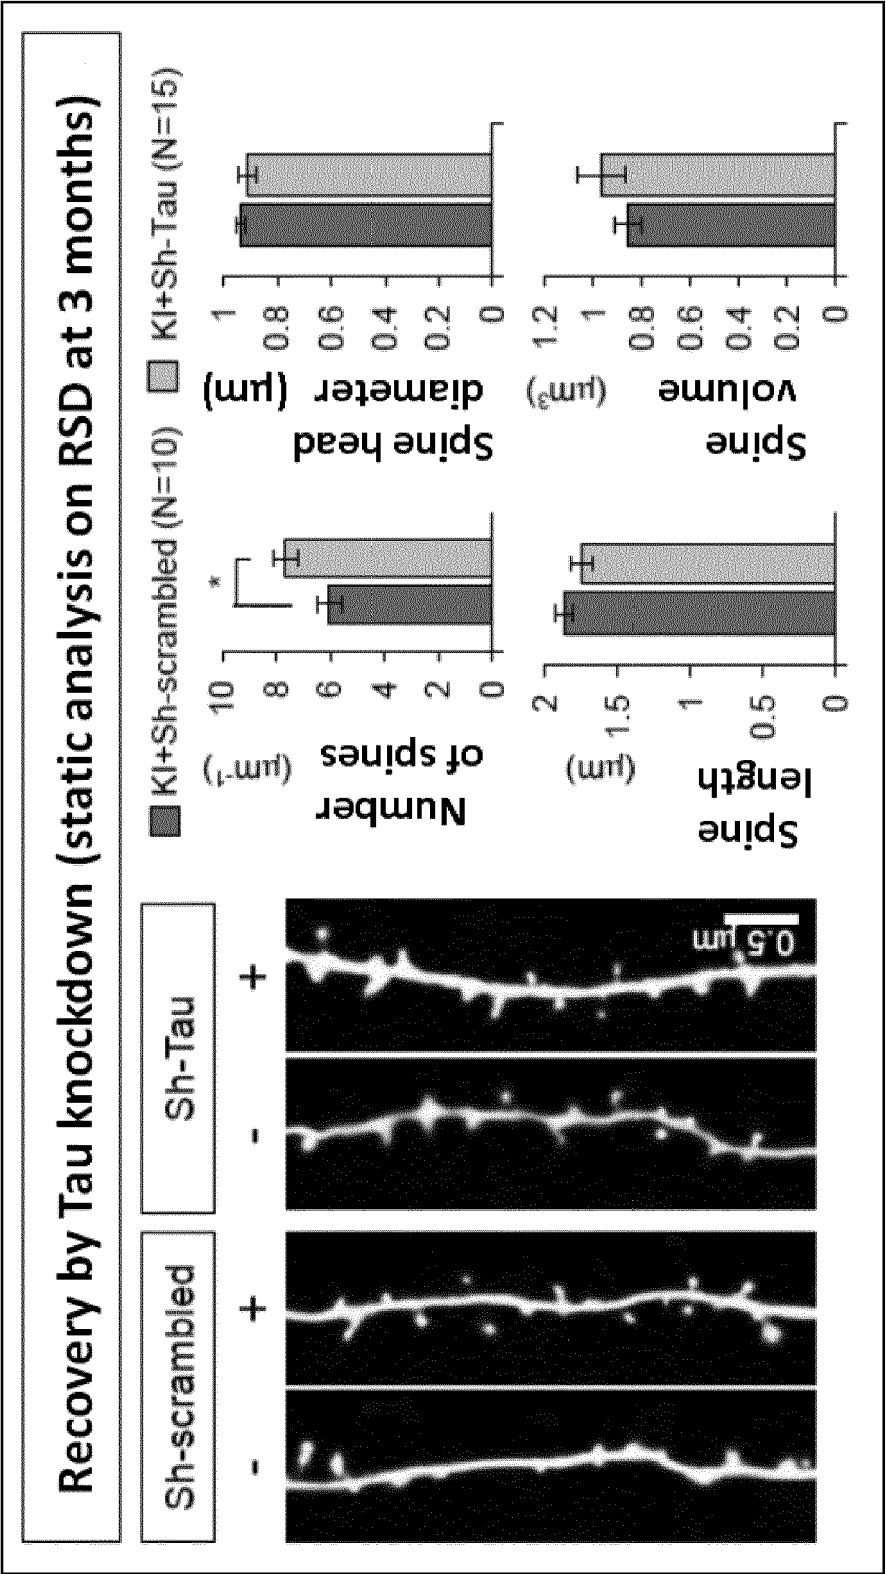 Recovery by Tau knockdown (static analysis on RSD at 3 months)
Sh-scrambled
Sh-Tau
- + - +
0.5 µm
KI+Sh-scrambled (N=10)
KI+Sh-Tau (N=15)
Number
of spines
(µm⁻¹)
10
8
6
4
2
0
*
Spine head
diameter (µm)
1
0.8
0.6
0.4
0.2
0
Spine
length
(µm)
2
1.5
1
0.5
0
Spine
volume
(µm³)
1.2
1
0.8
0.6
0.4
0.2
0